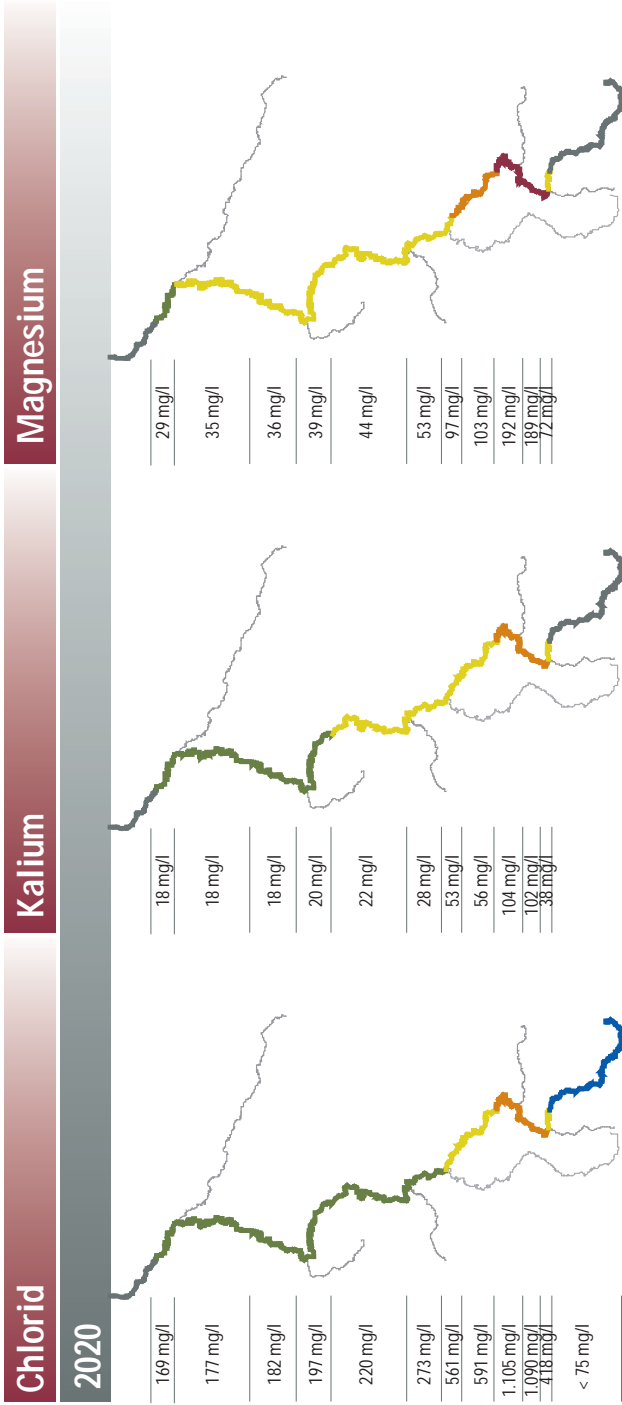 2020
Chlorid
169 mg/l
177 mg/l
182 mg/l
197 mg/l
220 mg/l
273 mg/l
561 mg/l
591 mg/l
1.105 mg/l
1.090 mg/l
418 mg/l
< 75 mg/l
Kalium
18 mg/l
18 mg/l
18 mg/l
20 mg/l
22 mg/l
28 mg/l
53 mg/l
56 mg/l
104 mg/l
102 mg/l
38 mg/l
Magnesium
29 mg/l
35 mg/l
36 mg/l
39 mg/l
44 mg/l
53 mg/l
97 mg/l
103 mg/l
192 mg/l
189 mg/l
72 mg/l